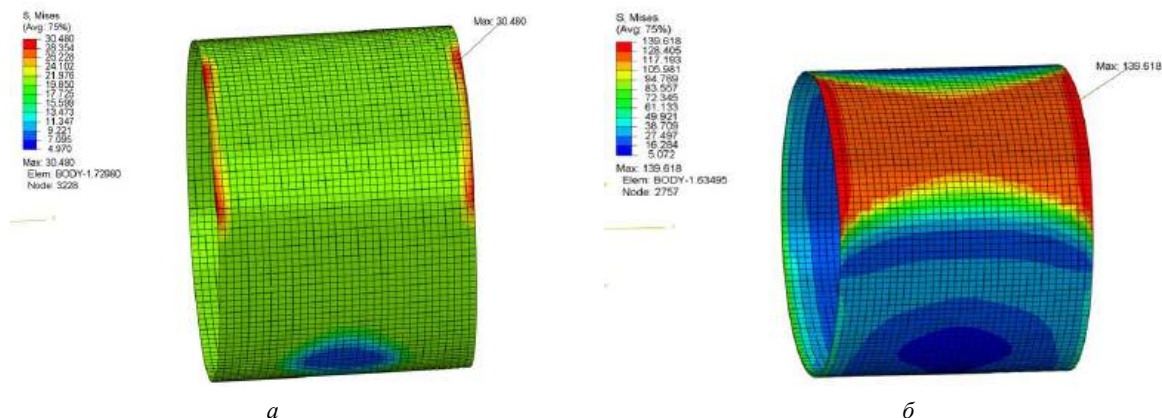 S, Mises
(Avg: 75%)
30.480
28.354
26.228
24.102
21.976
19.850
17.725
15.599
13.473
11.347
9.221
7.095
4.970
Max: 30.480
Elem: BODY-1.72980
Node: 3228
Max: 30.480
S, Mises
(Avg: 75%)
139.618
128.405
117.193
105.981
94.769
83.557
72.345
61.133
49.921
38.709
27.497
16.284
5.072
Max: 139.618
Elem: BODY-1.63495
Node: 2757
Max: 139.618
а
б